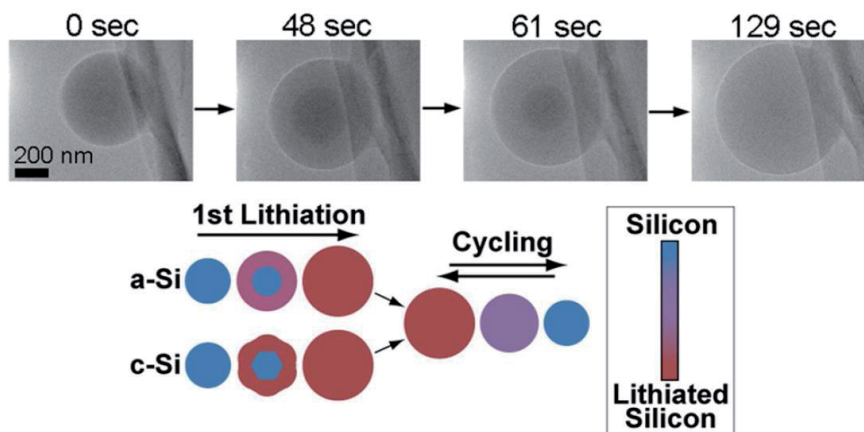 0 sec
48 sec
61 sec
129 sec
200 nm
1st Lithiation
a-Si
c-Si
Cycling
Silicon
Lithiated
Silicon